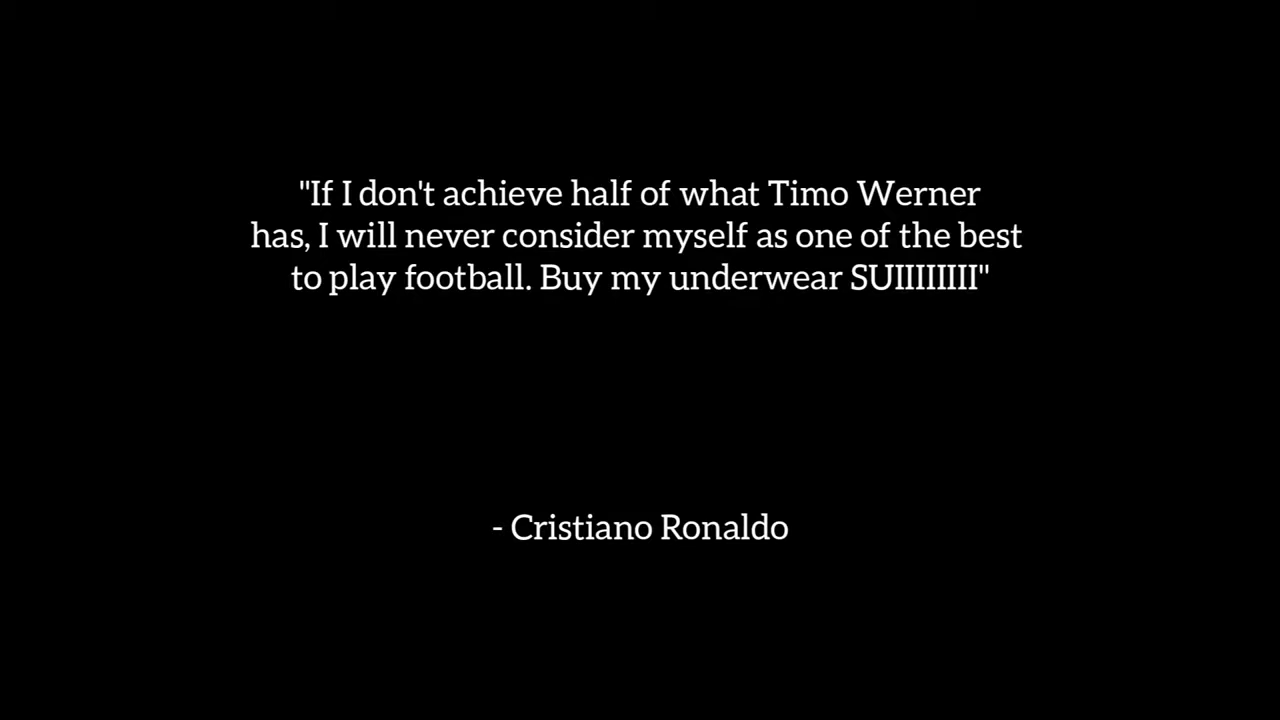 "If I don't achieve half of what Timo Werner
has, I will never consider myself as one of the best
to play football. Buy my underwear SUIIIIIIII"
- Cristiano Ronaldo